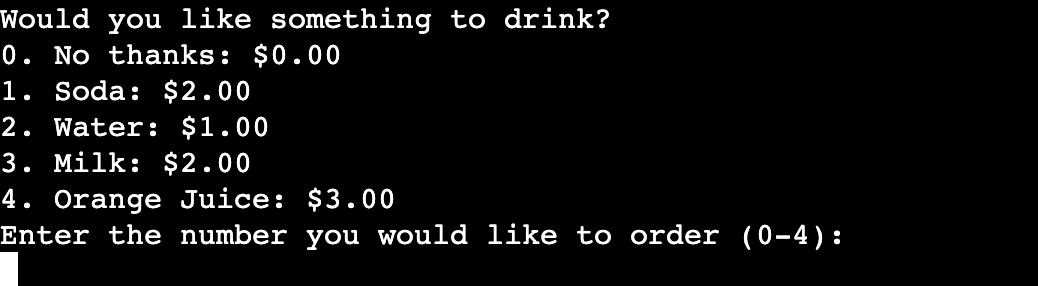 Would you like something to drink?
0. No thanks: $0.00
1. Soda: $2.00
2. Water: $1.00
3. Milk: $2.00
4. Orange Juice: $3.00
Enter the number you would like to order (0-4):